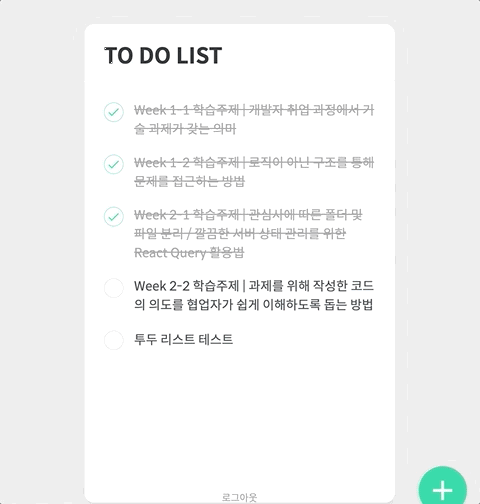 TO DO LIST
Week 1-1 학습주제 | 개발자 취업 과정에서 기
술 과제가 갖는 의미
Week 1-2 학습주제 | 로직이 아닌 구조를 통해
문제를 접근하는 방법
Week 2-1 학습주제 | 관심사에 따른 폴더 및
파일 분리 / 깔끔한 서버 상태 관리를 위한
React Query 활용법
Week 2-2 학습주제 | 과제를 위해 작성한 코드
의 의도를 협업자가 쉽게 이해하도록 돕는 방법
투두 리스트 테스트
로그아웃